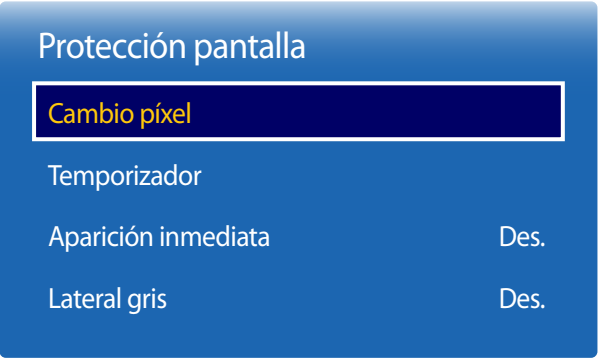 Protección pantalla
Cambio píxel
Temporizador
Aparición inmediata Des.
Lateral gris Des.